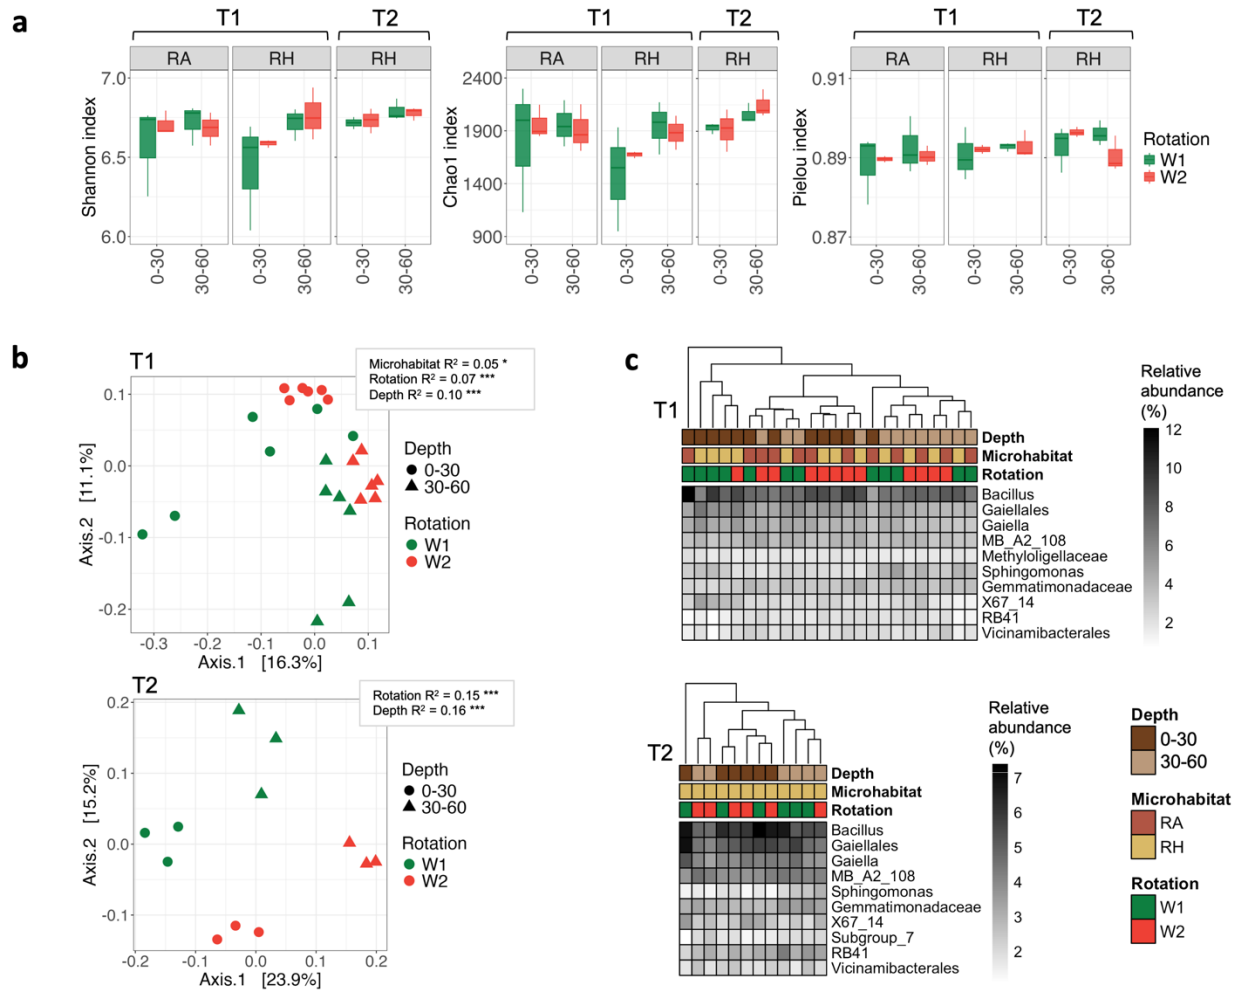 a
T1 T2 T1 T2 T1 T2
RA RH RH RA RH RH RA RH RH
Shannon index
7.0
6.5
6.0
0-30 30-60 0-30 30-60 0-30 30-60
Chao1 index
2400
1900
1400
900
0-30 30-60 0-30 30-60 0-30 30-60
Pielou index
0.91
0.89
0.87
0-30 30-60 0-30 30-60 0-30 30-60
Rotation
W1
W2
b
T1
Microhabitat R² = 0.05 *
Rotation R² = 0.07 ***
Depth R² = 0.10 ***
Axis.2 [11.1%]
0.1
0.0
-0.1
-0.2
-0.3 -0.2 -0.1 0.0 0.1
Axis.1 [16.3%]
Depth
0-30
30-60
Rotation
W1
W2
T2
Rotation R² = 0.15 ***
Depth R² = 0.16 ***
Axis.2 [15.2%]
0.2
0.1
0.0
-0.1
-0.2 -0.1 0.0 0.1 0.2
Axis.1 [23.9%]
Depth
0-30
30-60
Rotation
W1
W2
c
T1
Depth
Microhabitat
Rotation
Bacillus
Gaiellales
Gaiella
MB_A2_108
Methyloligellaceae
Sphingomonas
Gemmatimonadaceae
X67_14
RB41
Vicinamibacterales
Relative
abundance
(%)
12
10
8
6
4
2
T2
Depth
Microhabitat
Rotation
Bacillus
Gaiellales
Gaiella
MB_A2_108
Sphingomonas
Gemmatimonadaceae
X67_14
Subgroup_7
RB41
Vicinamibacterales
Relative
abundance
(%)
7
6
5
4
3
2
Depth
0-30
30-60
Microhabitat
RA
RH
Rotation
W1
W2